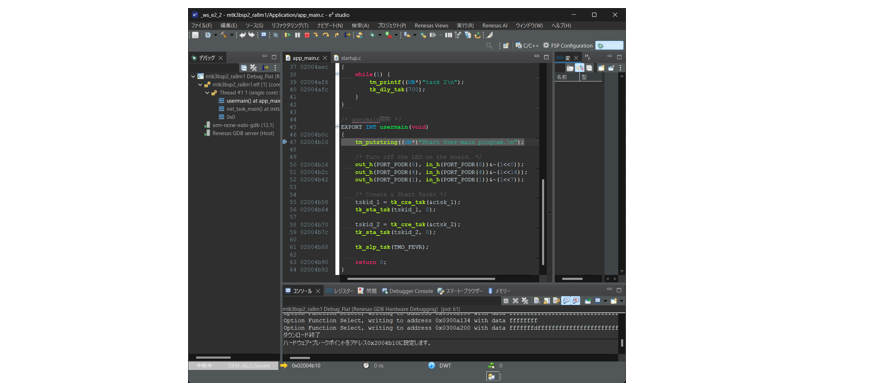 _ws_e2_2 - mtk3bsp2_ra8m1/Application/app_main.c - e² studio
ファイル(F) 編集(E) ソース(S) リファクタリング(T) ナビゲート(N) 検索(A) プロジェクト(P) Renesas Views 実行(R) Renesas AI ウィンドウ(W) ヘルプ(H)
C/C++ FSP Configuration
デバッグ
mtk3bsp2_ra8m1 Debug_Flat [R
mtk3bsp2_ra8m1.elf [1] [core
Thread #1 1 (single core)
usermain() at app_mai
init_task_main() at initt
0x0
arm-none-eabi-gdb (12.1)
Renesas GDB server (Host)
app_main.c startup.c
37 02004aec {
38 while(1) {
39 02004af6 tm_printf((UB*)"task 2\n");
40 02004afc tk_dly_tsk(700);
41 }
42 }
43
44 /* usermain関数 */
45 EXPORT INT usermain(void)
46 02004b0c {
47 02004b10 tm_putstring((UB*)"Start User-main program.\n");
48
49 /* Turn off the LED on the board. */
50 02004b16 out_h(PORT_PODR(6), in_h(PORT_PODR(6))&~(1<<0));
51 02004b2c out_h(PORT_PODR(4), in_h(PORT_PODR(4))&~(1<<14));
52 02004b42 out_h(PORT_PODR(1), in_h(PORT_PODR(1))&~(1<<7));
53
54 /* Create & Start Tasks */
55 02004b58 tskid_1 = tk_cre_tsk(&ctsk_1);
56 02004b64 tk_sta_tsk(tskid_1, 0);
57
58 02004b70 tskid_2 = tk_cre_tsk(&ctsk_2);
59 02004b7c tk_sta_tsk(tskid_2, 0);
60
61 02004b88 tk_slp_tsk(TMO_FEVR);
62
63 02004b90 return 0;
64 02004b92 }
変
名前 型
コンソール レジスター 問題 Debugger Console スマート・ブラウザー メモリー
mtk3bsp2_ra8m1 Debug_Flat [Renesas GDB Hardware Debugging] [pid: 61]
Option Function Select, writing to address 0x0300a134 with data ffffffff
Option Function Select, writing to address 0x0300a200 with data
ダウンロード終了
ハードウェア・ブレークポイントをアドレス0x2004b10に設定します。
0x02004b10 0 ns DWT 0